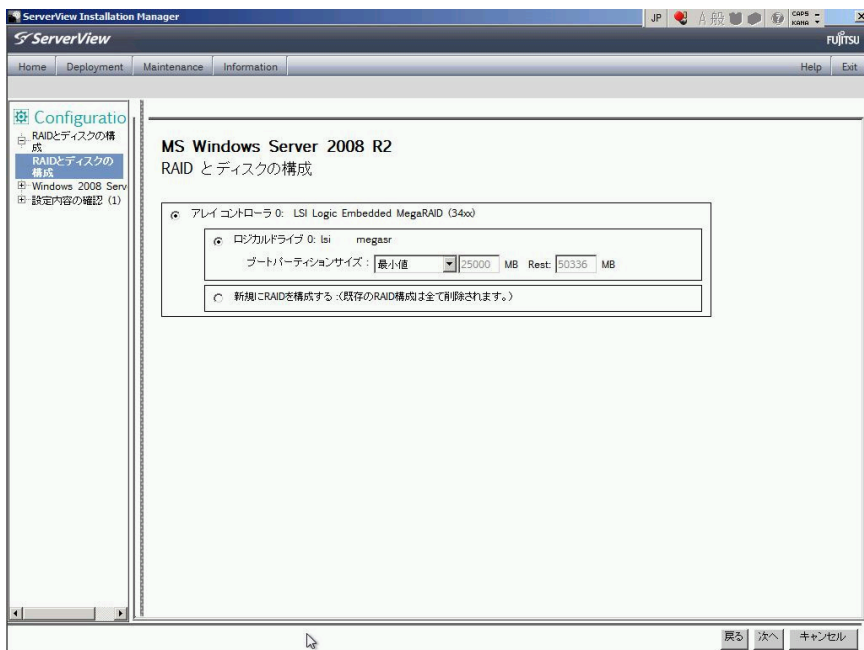 ServerView Installation Manager
JP A 般 CAPS KANA
ServerView
FUJITSU
Home Deployment Maintenance Information Help Exit
Configuratio
RAIDとディスクの構
成
RAIDとディスクの
構成
Windows 2008 Serv
設定内容の確認 (1)
MS Windows Server 2008 R2
RAID とディスクの構成
アレイ コントローラ 0: LSI Logic Embedded MegaRAID (34xx)
ロジカルドライブ 0: lsi megasr
ブートパーティションサイズ : 最小値 25000 MB Rest: 50336 MB
新規にRAIDを構成する :(既存のRAID構成は全て削除されます。)
戻る 次へ キャンセル